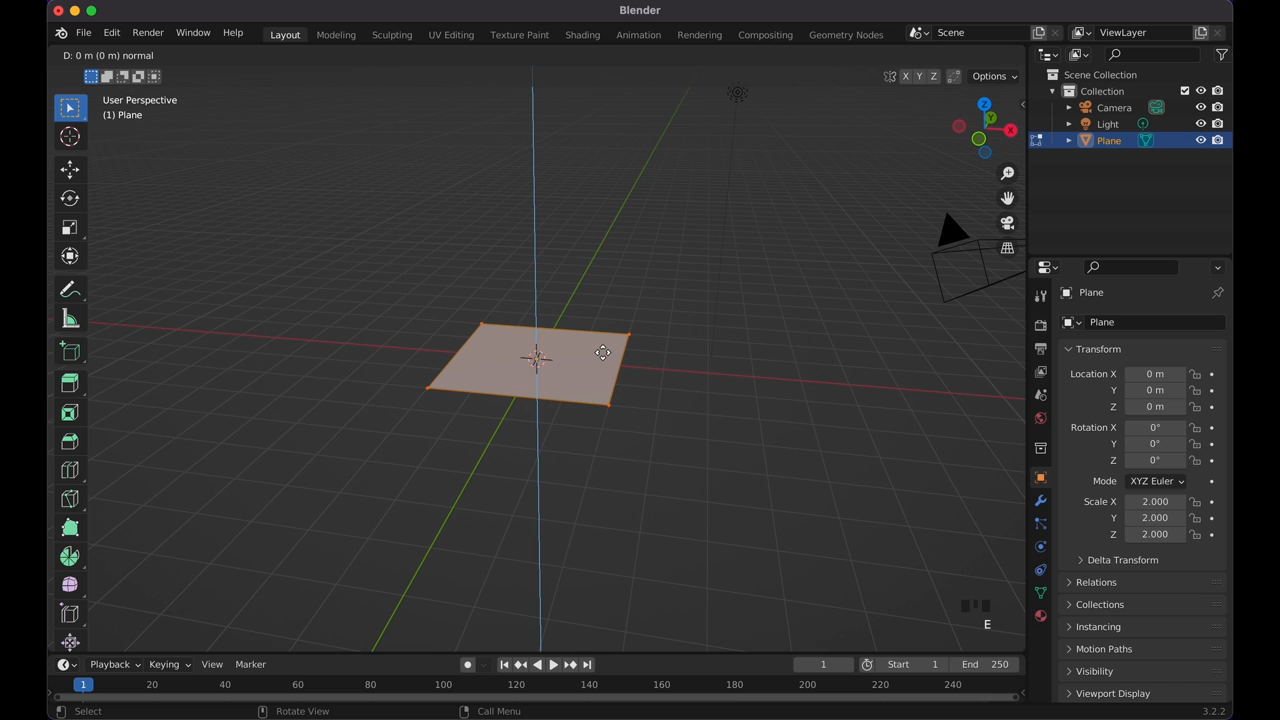 Blender
File Edit Render Window Help Layout Modeling Sculpting UV Editing Texture Paint Shading Animation Rendering Compositing Geometry Nodes Scene ViewLayer
D: 0 m (0 m) normal
X Y Z Options
User Perspective
(1) Plane
Z
Y
X
Scene Collection
Collection
Camera
Light
Plane
Plane
Plane
Transform
Location X 0 m
Y 0 m
Z 0 m
Rotation X 0°
Y 0°
Z 0°
Mode XYZ Euler
Scale X 2.000
Y 2.000
Z 2.000
Delta Transform
Relations
Collections
Instancing
Motion Paths
Visibility
Viewport Display
E
Playback Keying View Marker 1 Start 1 End 250
1 20 40 60 80 100 120 140 160 180 200 220 240
Select Rotate View Call Menu 3.2.2